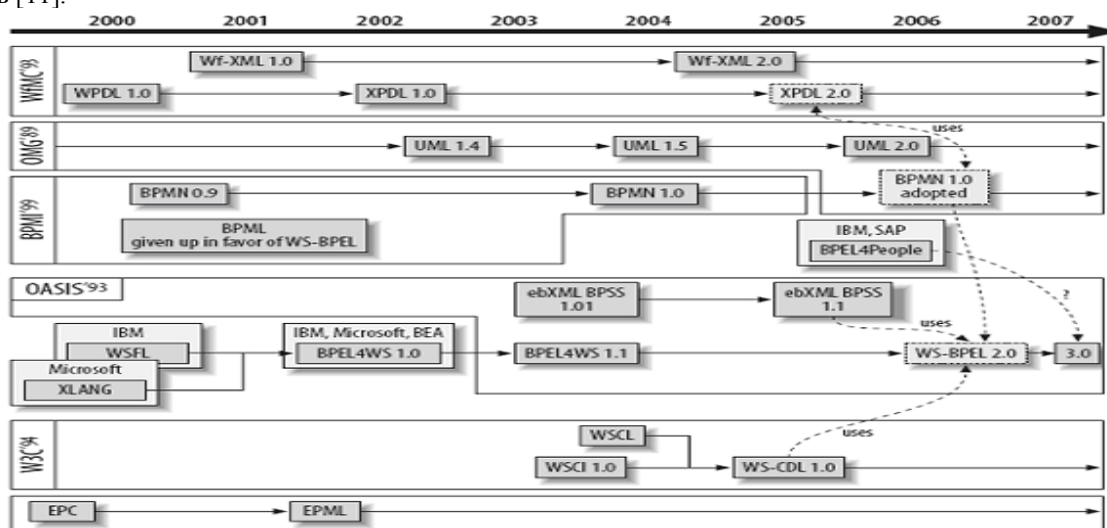 [11].
2000 2001 2002 2003 2004 2005 2006 2007
WfMC'93
Wf-XML 1.0
Wf-XML 2.0
WPDL 1.0
XPDL 1.0
XPDL 2.0
uses
OMG'89
UML 1.4
UML 1.5
UML 2.0
BPMI'99
BPMN 0.9
BPMN 1.0
BPMN 1.0
adopted
BPML
given up in favor of WS-BPEL
IBM, SAP
BPEL4People
OASIS'93
ebXML BPSS
1.01
ebXML BPSS
1.1
?
uses
IBM
WSFL
IBM, Microsoft, BEA
BPEL4WS 1.0
BPEL4WS 1.1
WS-BPEL 2.0
3.0
Microsoft
XLANG
W3C'94
WSCL
uses
WSCI 1.0
WS-CDL 1.0
EPC
EPML